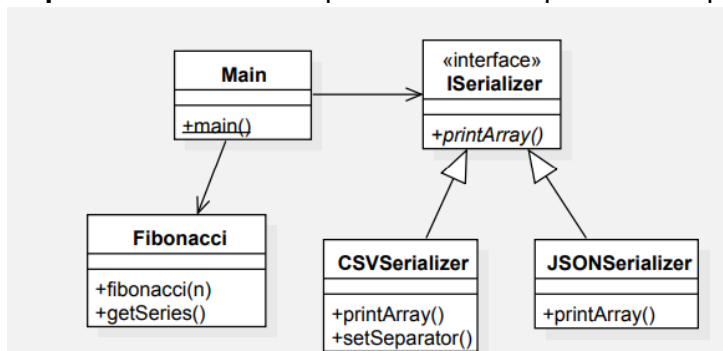 Main
+main()
«interface»
ISerializer
+printArray()
Fibonacci
+fibonacci(n)
+getSeries()
CSVSerializer
+printArray()
+setSeparator()
JSONSerializer
+printArray()